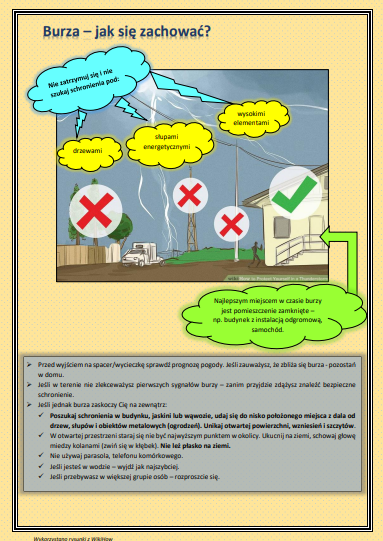 Burza – jak się zachować?
Nie zatrzymuj się i nie
szukaj schronienia pod:
wysokimi
elementami
słupami
energetycznymi
drzewami
Najlepszym miejscem w czasie burzy
jest pomieszczenie zamknięte –
np. budynek z instalacją odgromową,
samochód.
➢ Przed wyjściem na spacer/wycieczkę sprawdź prognozę pogody. Jeśli zauważysz, że zbliża się burza - pozostań
w domu.
➢ Jeśli w terenie nie zlekceważysz pierwszych sygnałów burzy – zanim przyjdzie zdążysz znaleźć bezpieczne
schronienie.
➢ Jeśli jednak burza zaskoczy Cię na zewnątrz:
✓ Poszukaj schronienia w budynku, jaskini lub wąwozie, udaj się do nisko położonego miejsca z dala od
drzew, słupów i obiektów metalowych (ogrodzeń). Unikaj otwartej powierzchni, wzniesień i szczytów.
✓ W otwartej przestrzeni staraj się nie być najwyższym punktem w okolicy. Ukucnij na ziemi, schowaj głowę
między kolanami (zwiń się w kłębek). Nie leż płasko na ziemi.
✓ Nie używaj parasola, telefonu komórkowego.
✓ Jeśli jesteś w wodzie – wyjdź jak najszybciej.
✓ Jeśli przebywasz w większej grupie osób – rozproszcie się.
Wykorzystano rysunki z WikiHow